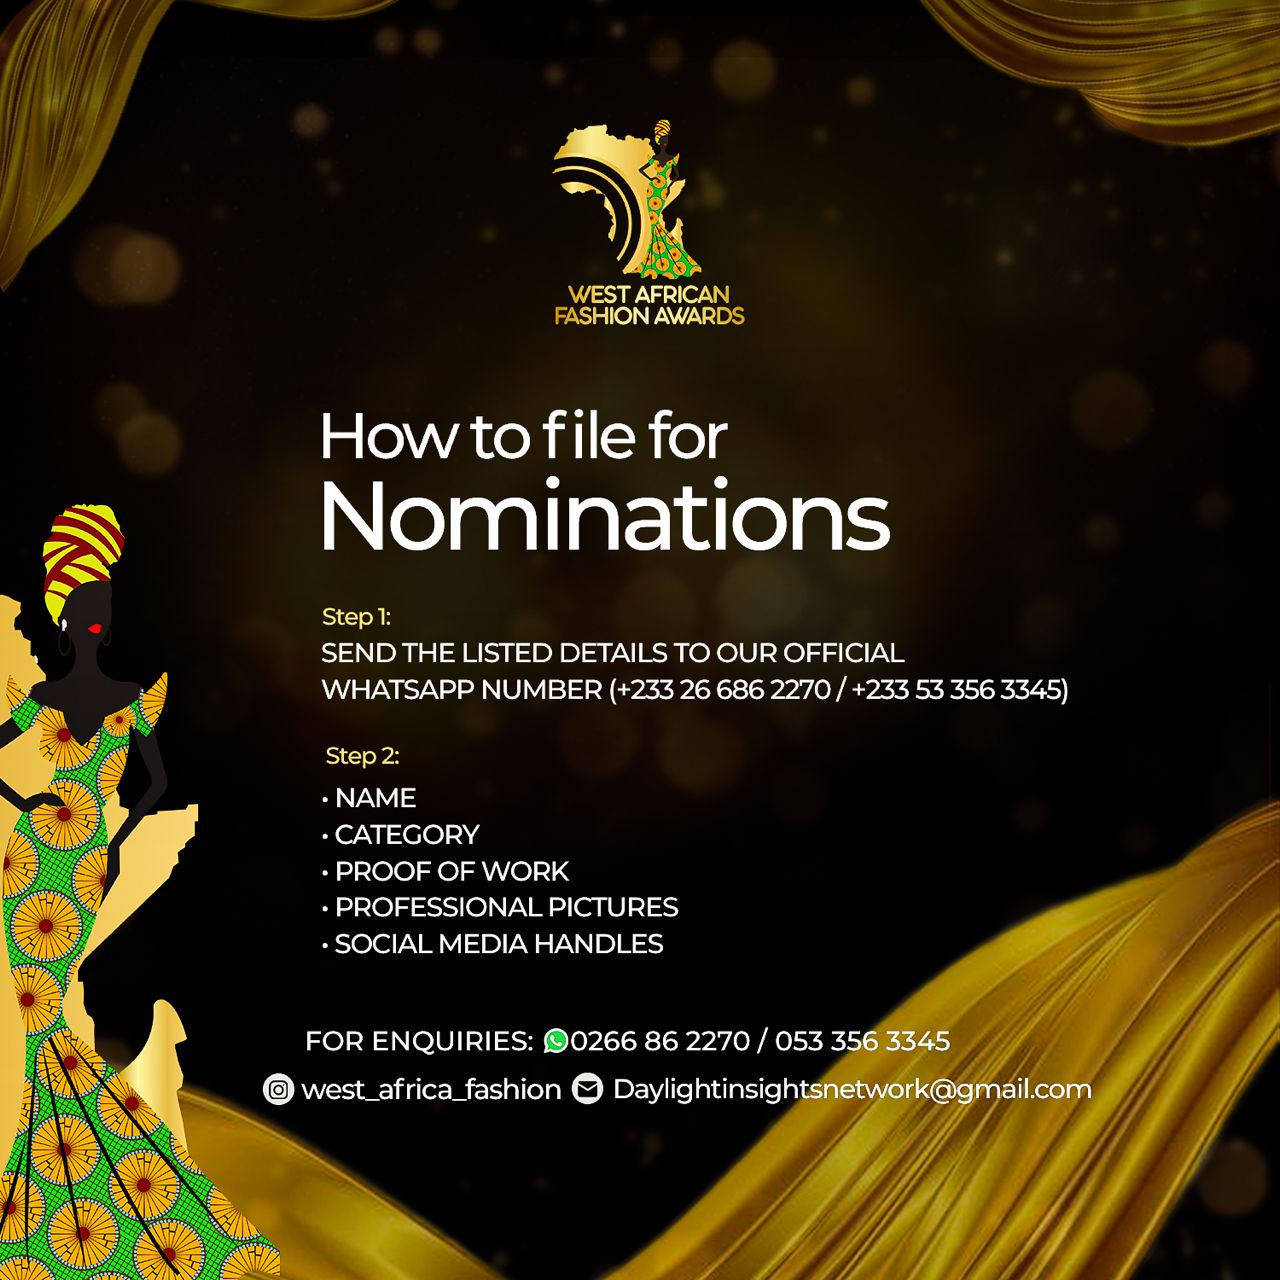 WEST AFRICAN
FASHION AWARDS
How to file for
Nominations
Step 1:
SEND THE LISTED DETAILS TO OUR OFFICIAL
WHATSAPP NUMBER (+233 26 686 2270 / +233 53 356 3345)
Step 2:
• NAME
• CATEGORY
• PROOF OF WORK
• PROFESSIONAL PICTURES
• SOCIAL MEDIA HANDLES
FOR ENQUIRIES: 0266 86 2270 / 053 356 3345
west_africa_fashion Daylightinsightsnetwork@gmail.com